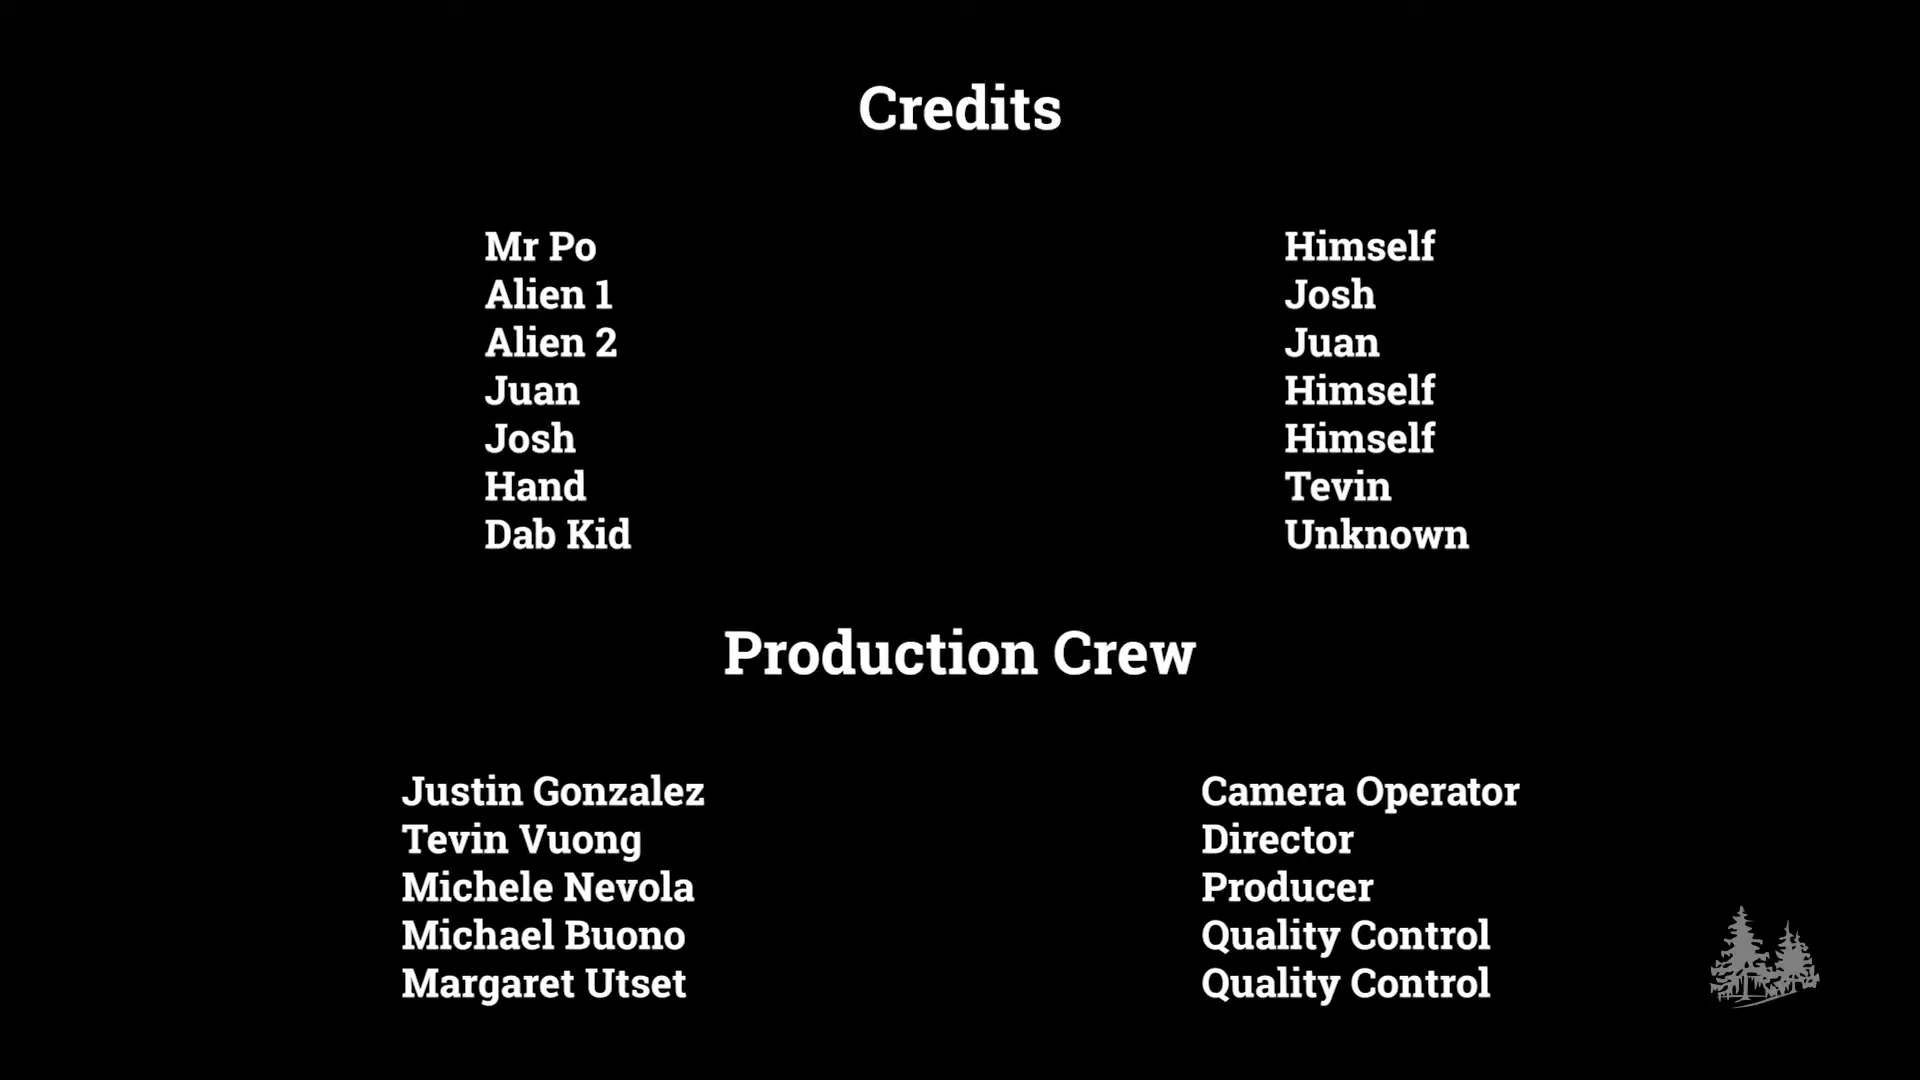 Credits
Mr Po Himself
Alien 1 Josh
Alien 2 Juan
Juan Himself
Josh Himself
Hand Tevin
Dab Kid Unknown
Production Crew
Justin Gonzalez Camera Operator
Tevin Vuong Director
Michele Nevola Producer
Michael Buono Quality Control
Margaret Utset Quality Control